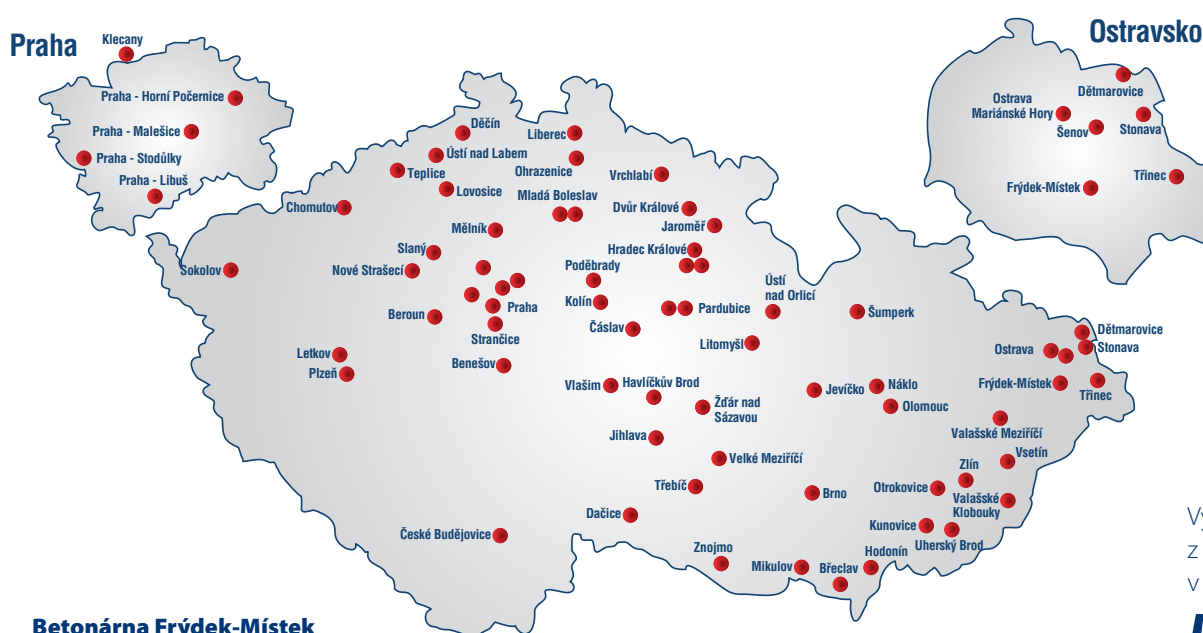 Praha
Klecany
Praha - Horní Počernice
Praha - Malešice
Praha - Stodůlky
Praha - Libuš
Ostravsko
Dětmarovice
Ostrava
Mariánské Hory
Šenov
Stonava
Třinec
Frýdek-Místek
Děčín
Liberec
Ústí nad Labem
Ohrazenice
Teplice
Lovosice
Vrchlabí
Mladá Boleslav
Chomutov
Dvůr Králové
Mělník
Jaroměř
Slaný
Hradec Králové
Sokolov
Nové Strašecí
Poděbrady
Ústí
nad Orlicí
Kolín
Praha
Pardubice
Beroun
Šumperk
Čáslav
Strančice
Litomyšl
Dětmarovice
Stonava
Ostrava
Letkov
Benešov
Plzeň
Vlašim
Havlíčkův Brod
Jevíčko
Náklo
Frýdek-Místek
Třinec
Žďár nad
Sázavou
Olomouc
Jihlava
Valašské Meziříčí
Velké Meziříčí
Vsetín
Zlín
Třebíč
Brno
Otrokovice
Valašské
Klobouky
Dačice
Kunovice
Uherský Brod
České Budějovice
Znojmo
Mikulov
Břeclav
Hodonín
z
v
Betonárna Frýdek-Místek